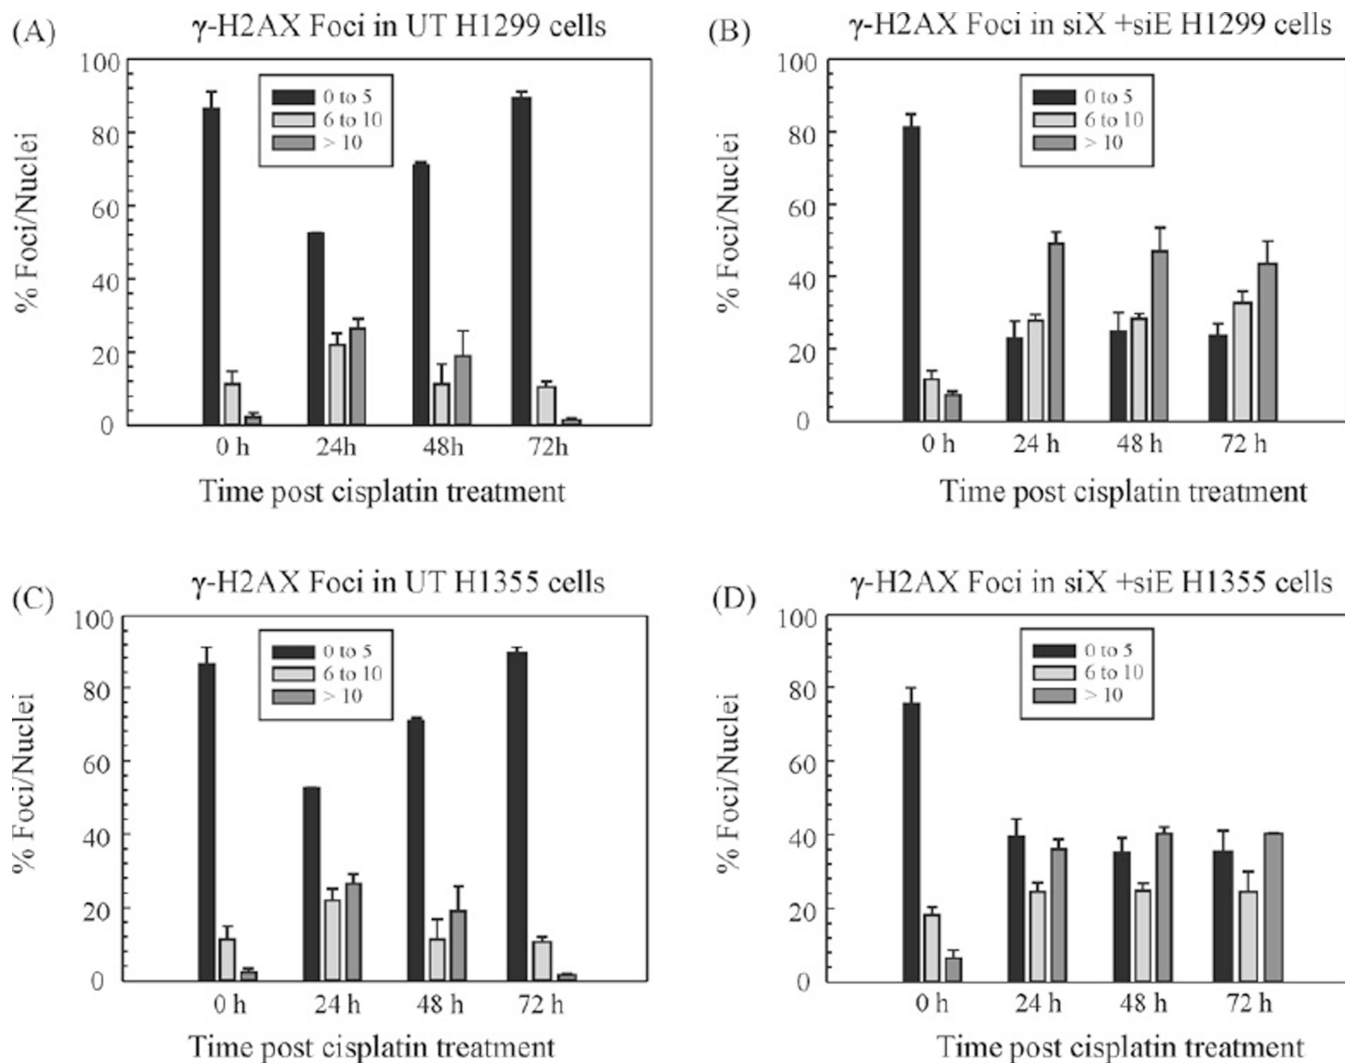 (A) γ-H2AX Foci in UT H1299 cells
100
80
60
40
20
0
% Foci/Nuclei
0 to 5
6 to 10
> 10
0 h 24h 48h 72h
Time post cisplatin treatment
(B) γ-H2AX Foci in siX +siE H1299 cells
100
80
60
40
20
0
% Foci/Nuclei
0 to 5
6 to 10
> 10
0 h 24 h 48 h 72 h
Time post cisplatin treatment
(C) γ-H2AX Foci in UT H1355 cells
100
80
60
40
20
0
% Foci/Nuclei
0 to 5
6 to 10
> 10
0 h 24 h 48 h 72 h
Time post cisplatin treatment
(D) γ-H2AX Foci in siX +siE H1355 cells
100
80
60
40
20
0
% Foci/Nuclei
0 to 5
6 to 10
> 10
0 h 24 h 48 h 72 h
Time post cisplatin treatment